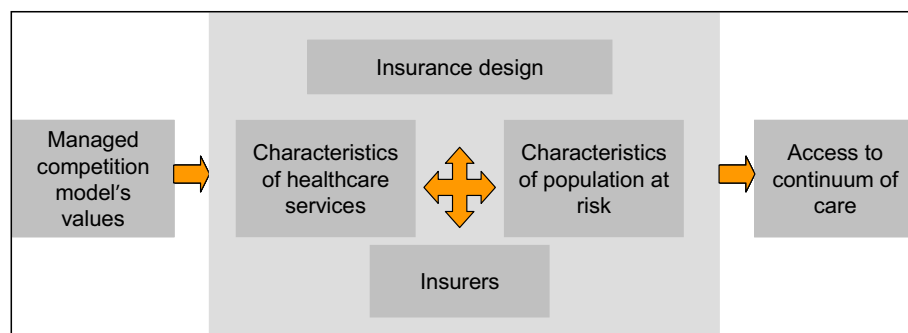 Insurance design
Managed
competition
model's
values
Characteristics
of healthcare
services
Characteristics
of population at
risk
Access to
continuum of
care
Insurers